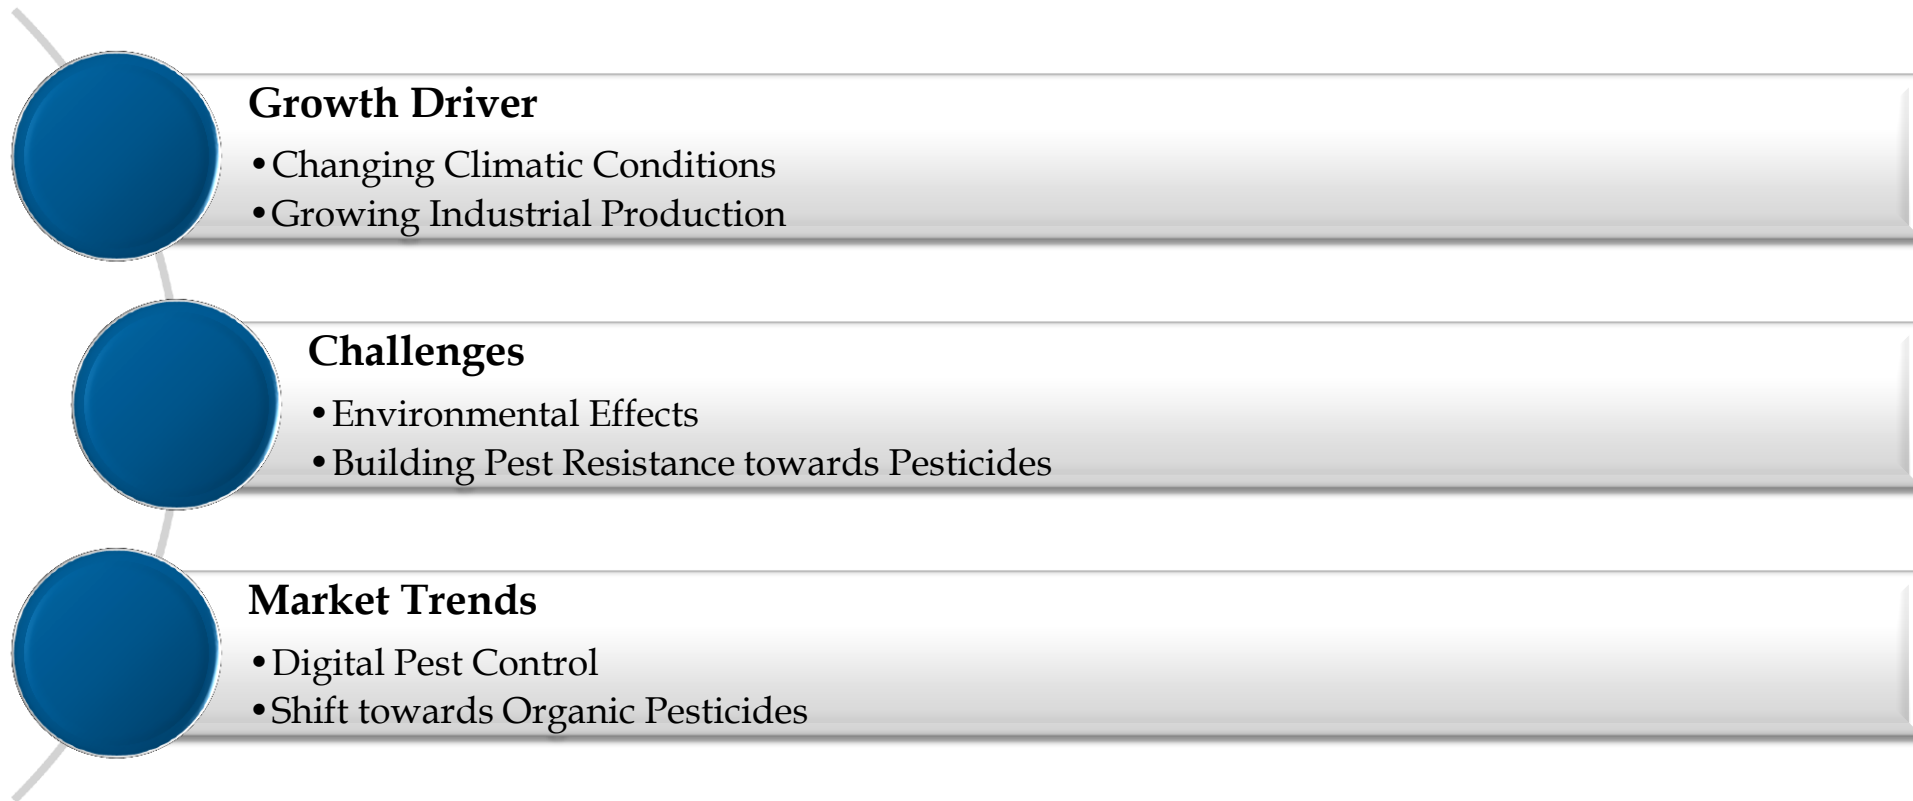 Growth Driver
•Changing Climatic Conditions
•Growing Industrial Production
Challenges
•Environmental Effects
•Building Pest Resistance towards Pesticides
Market Trends
•Digital Pest Control
•Shift towards Organic Pesticides